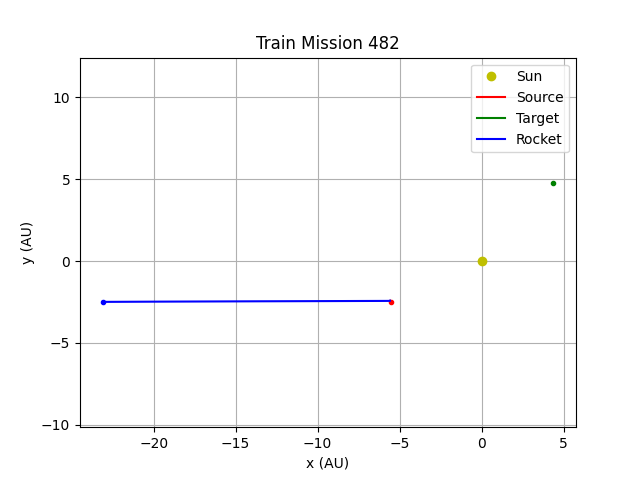 Train Mission 482
Sun
Source
Target
Rocket
10
5
0
−5
−10
y (AU)
−20
−15
−10
−5
0
5
x (AU)